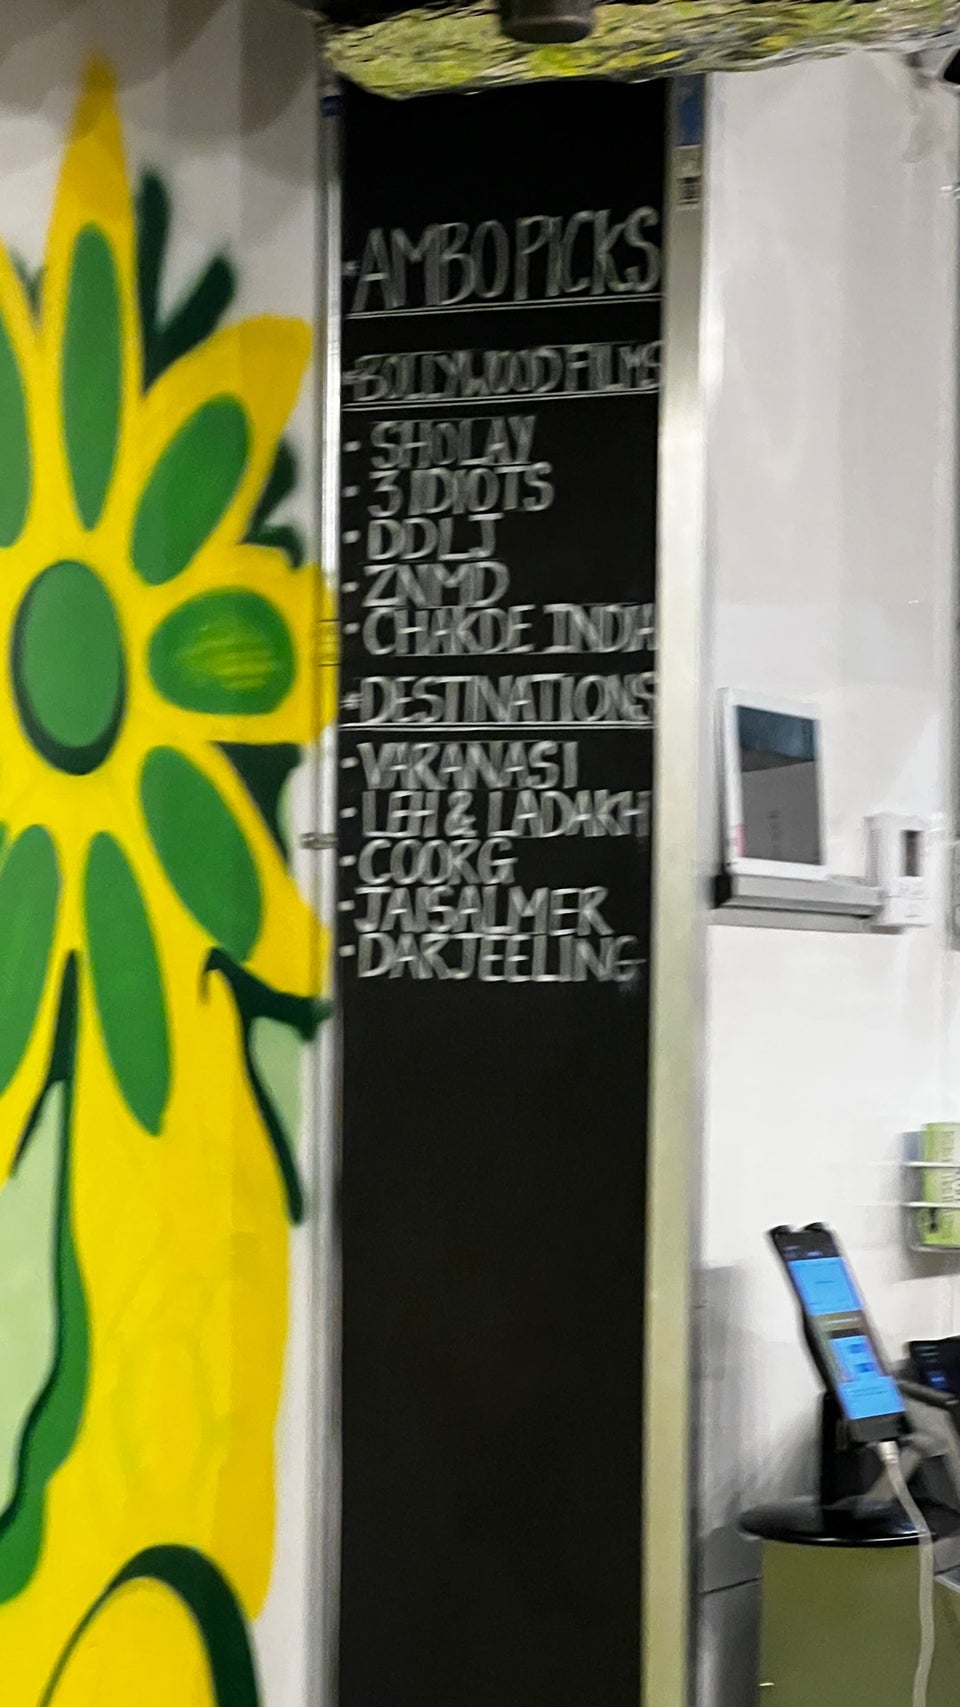 * AMBO PICKS
* BOLLYWOOD FILMS
- SHOLAY
- 3 IDIOTS
- DDLJ
- ZNMD
- CHAKDE INDIA
* DESTINATIONS
- VARANASI
- LEH & LADAKH
- COORG
- JAISALMER
- DARJEELING